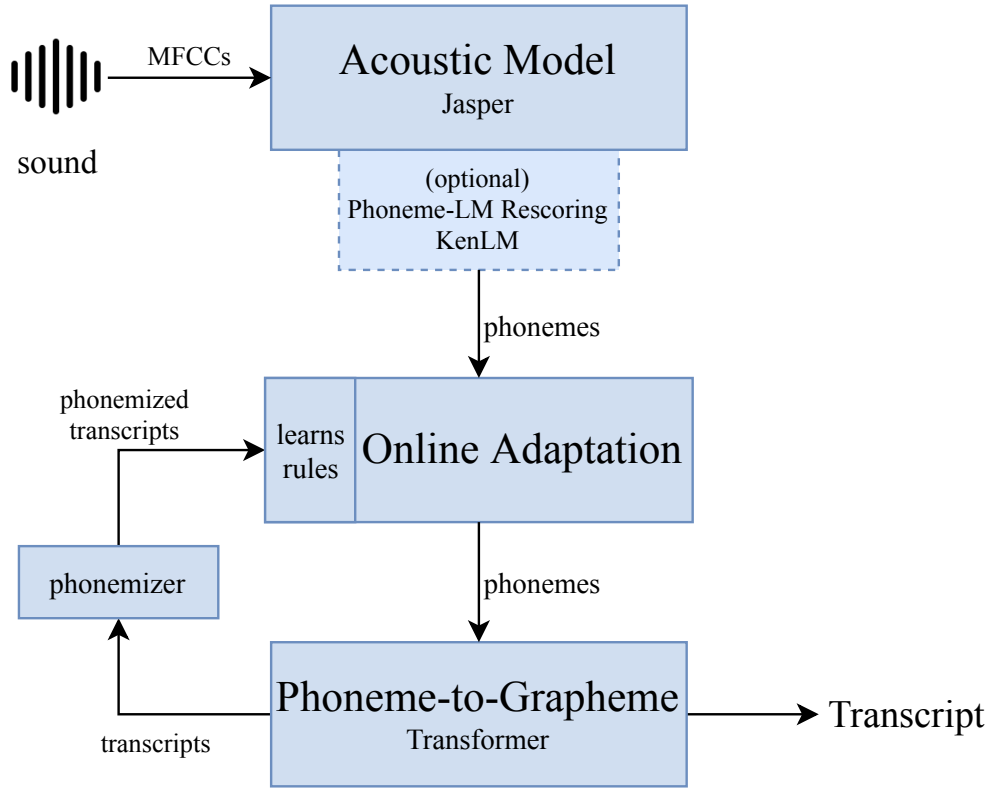 MFCCs
sound
Acoustic Model
Jasper
(optional)
Phoneme-LM Rescoring
KenLM
phonemes
phonemized
transcripts
learns
rules
Online Adaptation
phonemizer
phonemes
Phoneme-to-Grapheme
Transformer
transcripts
Transcript